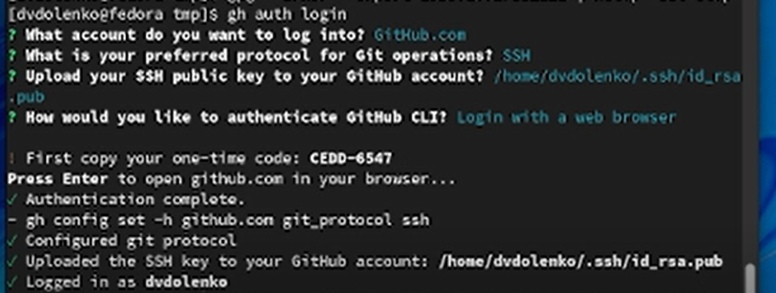 [dvdolenko@fedora tmp]$ gh auth login
? What account do you want to log into? GitHub.com
? What is your preferred protocol for Git operations? SSH
? Upload your SSH public key to your GitHub account? /home/dvdolenko/.ssh/id_rsa
.pub
? How would you like to authenticate GitHub CLI? Login with a web browser
! First copy your one-time code: CEDD-6547
Press Enter to open github.com in your browser...
✓ Authentication complete.
- gh config set -h github.com git_protocol ssh
✓ Configured git protocol
✓ Uploaded the SSH key to your GitHub account: /home/dvdolenko/.ssh/id_rsa.pub
✓ Logged in as dvdolenko